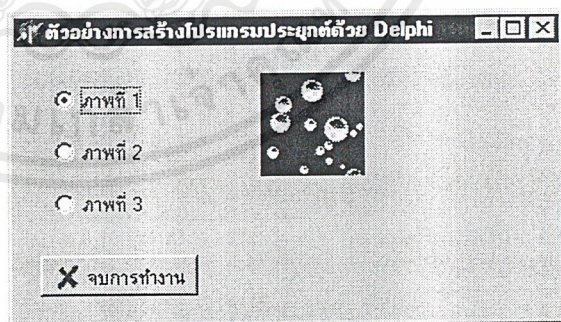 ตัวอย่างการสร้างโปรแกรมประยุกต์ด้วย Delphi
ภาพที่ 1
ภาพที่ 2
ภาพที่ 3
จบการทำงาน